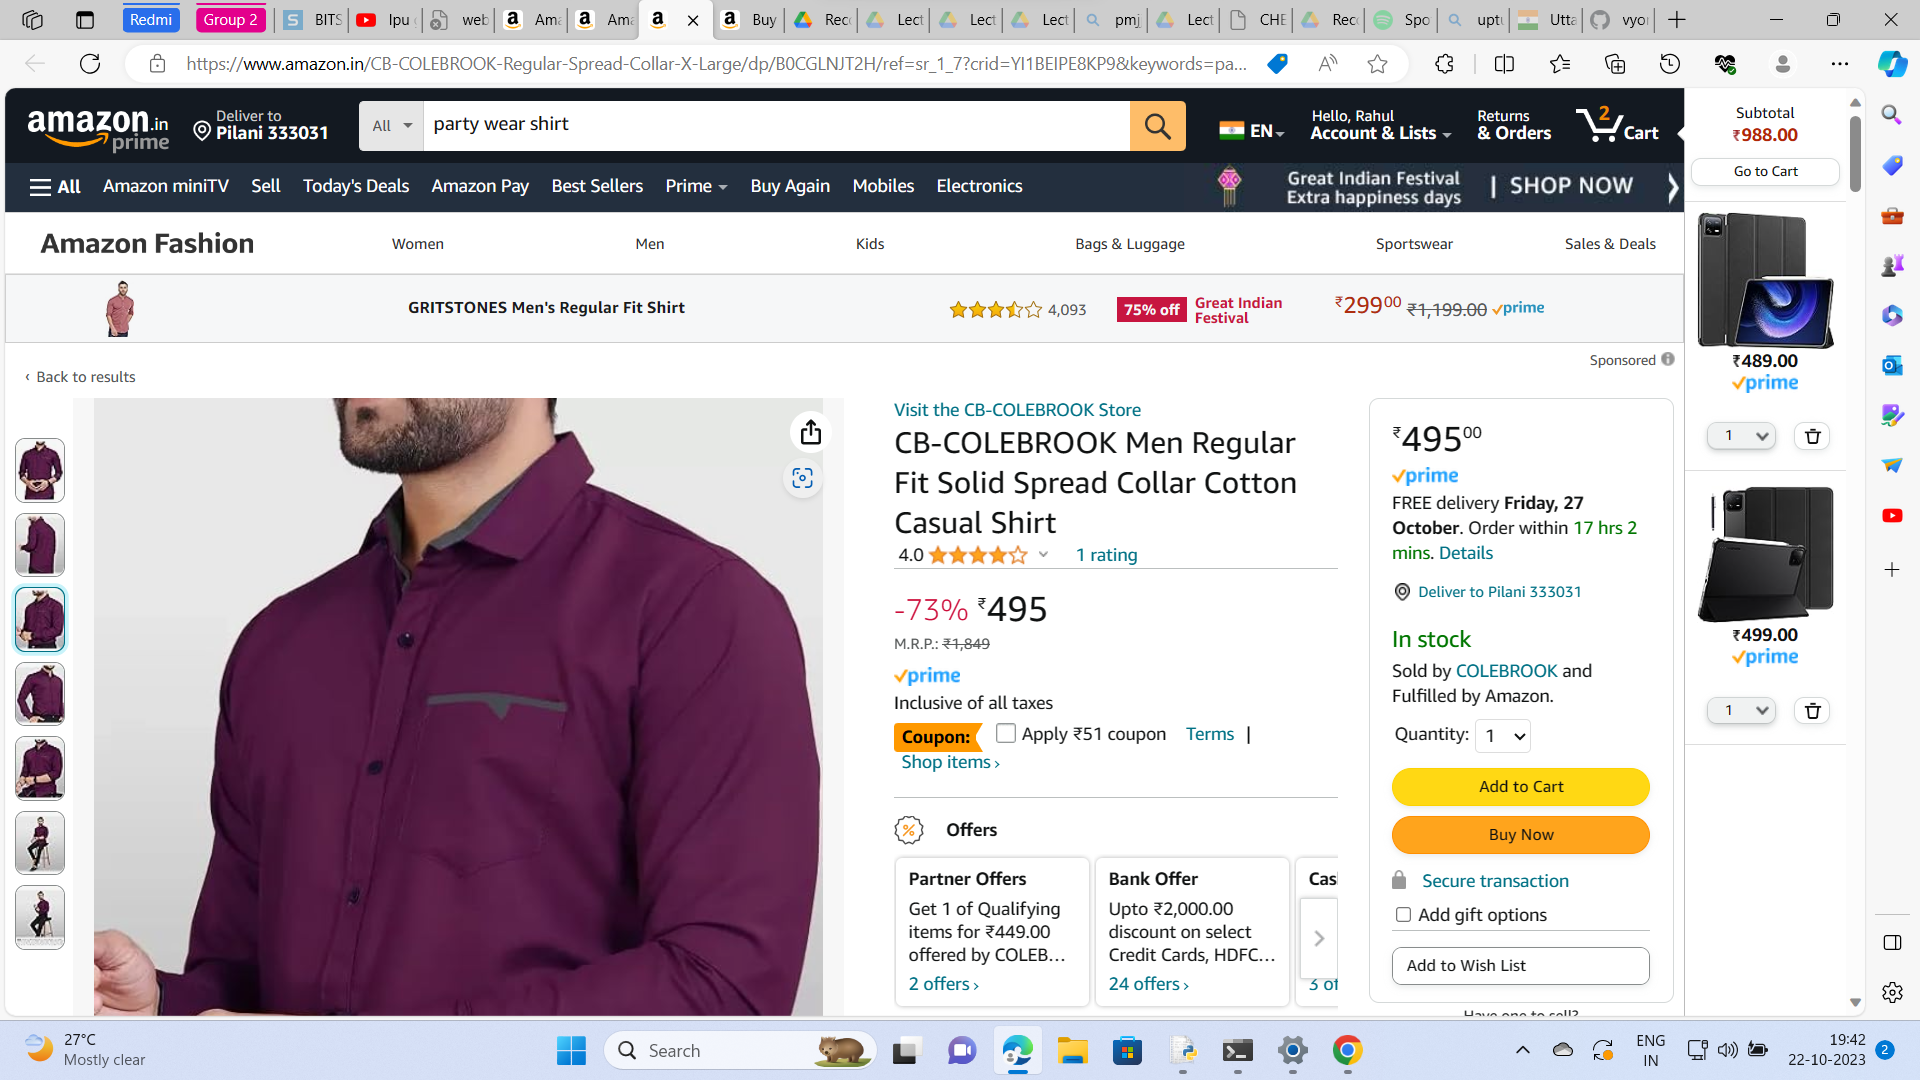 Redmi
Group 2
BITS
Ipu
web
Ama
Ama
Buy
Reco
Lect
Lect
Lect
pmj
Lect
CHE
Reco
Spo
uptu
Utta
vyor
https://www.amazon.in/CB-COLEBROOK-Regular-Spread-Collar-X-Large/dp/B0CGLNJT2H/ref=sr_1_7?crid=YI1BEIPE8KP9&keywords=pa...
amazon.in
prime
Deliver to
Pilani 333031
All
party wear shirt
EN
Hello, Rahul
Account & Lists
Returns
& Orders
2
Cart
All
Amazon miniTV
Sell
Today's Deals
Amazon Pay
Best Sellers
Prime
Buy Again
Mobiles
Electronics
Great Indian Festival
Extra happiness days
| SHOP NOW
Amazon Fashion
Women
Men
Kids
Bags & Luggage
Sportswear
Sales & Deals
GRITSTONES Men's Regular Fit Shirt
4,093
75% off
Great Indian
Festival
₹29900 ₹1,199.00 prime
Sponsored
‹ Back to results
Visit the CB-COLEBROOK Store
CB-COLEBROOK Men Regular
Fit Solid Spread Collar Cotton
Casual Shirt
4.0
1 rating
-73% ₹495
M.R.P.: ₹1,849
prime
Inclusive of all taxes
Coupon:
Apply ₹51 coupon
Terms |
Shop items ›
Offers
Partner Offers
Get 1 of Qualifying
items for ₹449.00
offered by COLEB...
2 offers ›
Bank Offer
Upto ₹2,000.00
discount on select
Credit Cards, HDFC...
24 offers ›
Cas
3 of
₹49500
prime
FREE delivery Friday, 27
October. Order within 17 hrs 2
mins. Details
Deliver to Pilani 333031
In stock
Sold by COLEBROOK and
Fulfilled by Amazon.
Quantity: 1
Add to Cart
Buy Now
Secure transaction
Add gift options
Add to Wish List
Have one to sell?
Subtotal
₹988.00
Go to Cart
₹489.00
prime
1
₹499.00
prime
1
27°C
Mostly clear
Search
ENG
IN
19:42
22-10-2023
2